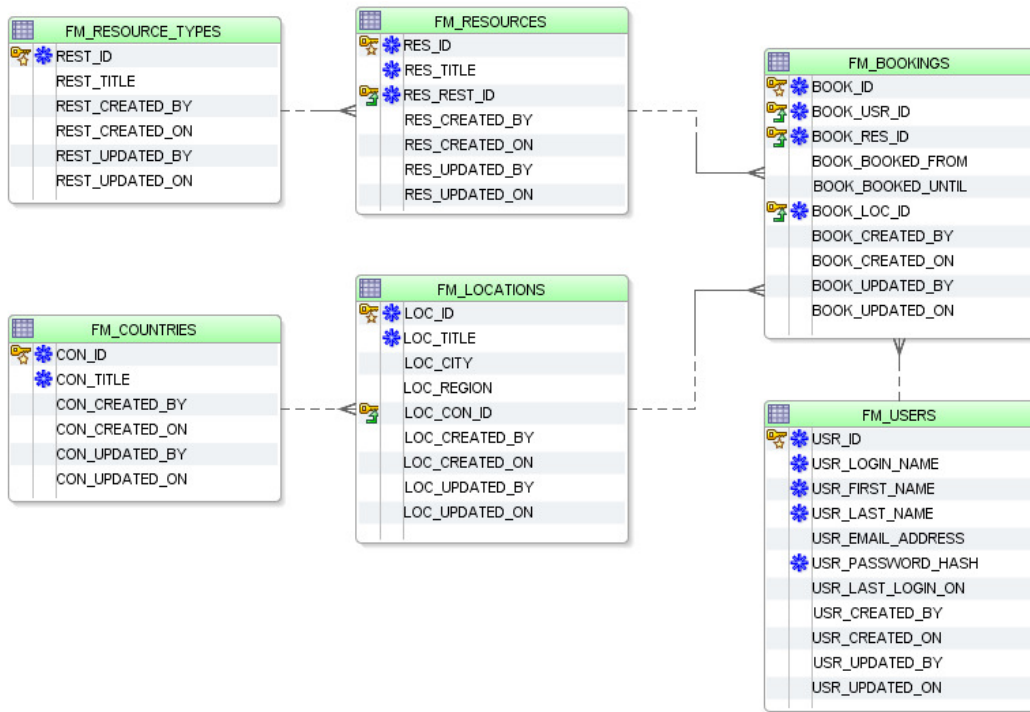 FM_RESOURCE_TYPES
REST_ID
REST_TITLE
REST_CREATED_BY
REST_CREATED_ON
REST_UPDATED_BY
REST_UPDATED_ON
FM_RESOURCES
RES_ID
RES_TITLE
RES_REST_ID
RES_CREATED_BY
RES_CREATED_ON
RES_UPDATED_BY
RES_UPDATED_ON
FM_BOOKINGS
BOOK_ID
BOOK_USR_ID
BOOK_RES_ID
BOOK_BOOKED_FROM
BOOK_BOOKED_UNTIL
BOOK_LOC_ID
BOOK_CREATED_BY
BOOK_CREATED_ON
BOOK_UPDATED_BY
BOOK_UPDATED_ON
FM_COUNTRIES
CON_ID
CON_TITLE
CON_CREATED_BY
CON_CREATED_ON
CON_UPDATED_BY
CON_UPDATED_ON
FM_LOCATIONS
LOC_ID
LOC_TITLE
LOC_CITY
LOC_REGION
LOC_CON_ID
LOC_CREATED_BY
LOC_CREATED_ON
LOC_UPDATED_BY
LOC_UPDATED_ON
FM_USERS
USR_ID
USR_LOGIN_NAME
USR_FIRST_NAME
USR_LAST_NAME
USR_EMAIL_ADDRESS
USR_PASSWORD_HASH
USR_LAST_LOGIN_ON
USR_CREATED_BY
USR_CREATED_ON
USR_UPDATED_BY
USR_UPDATED_ON